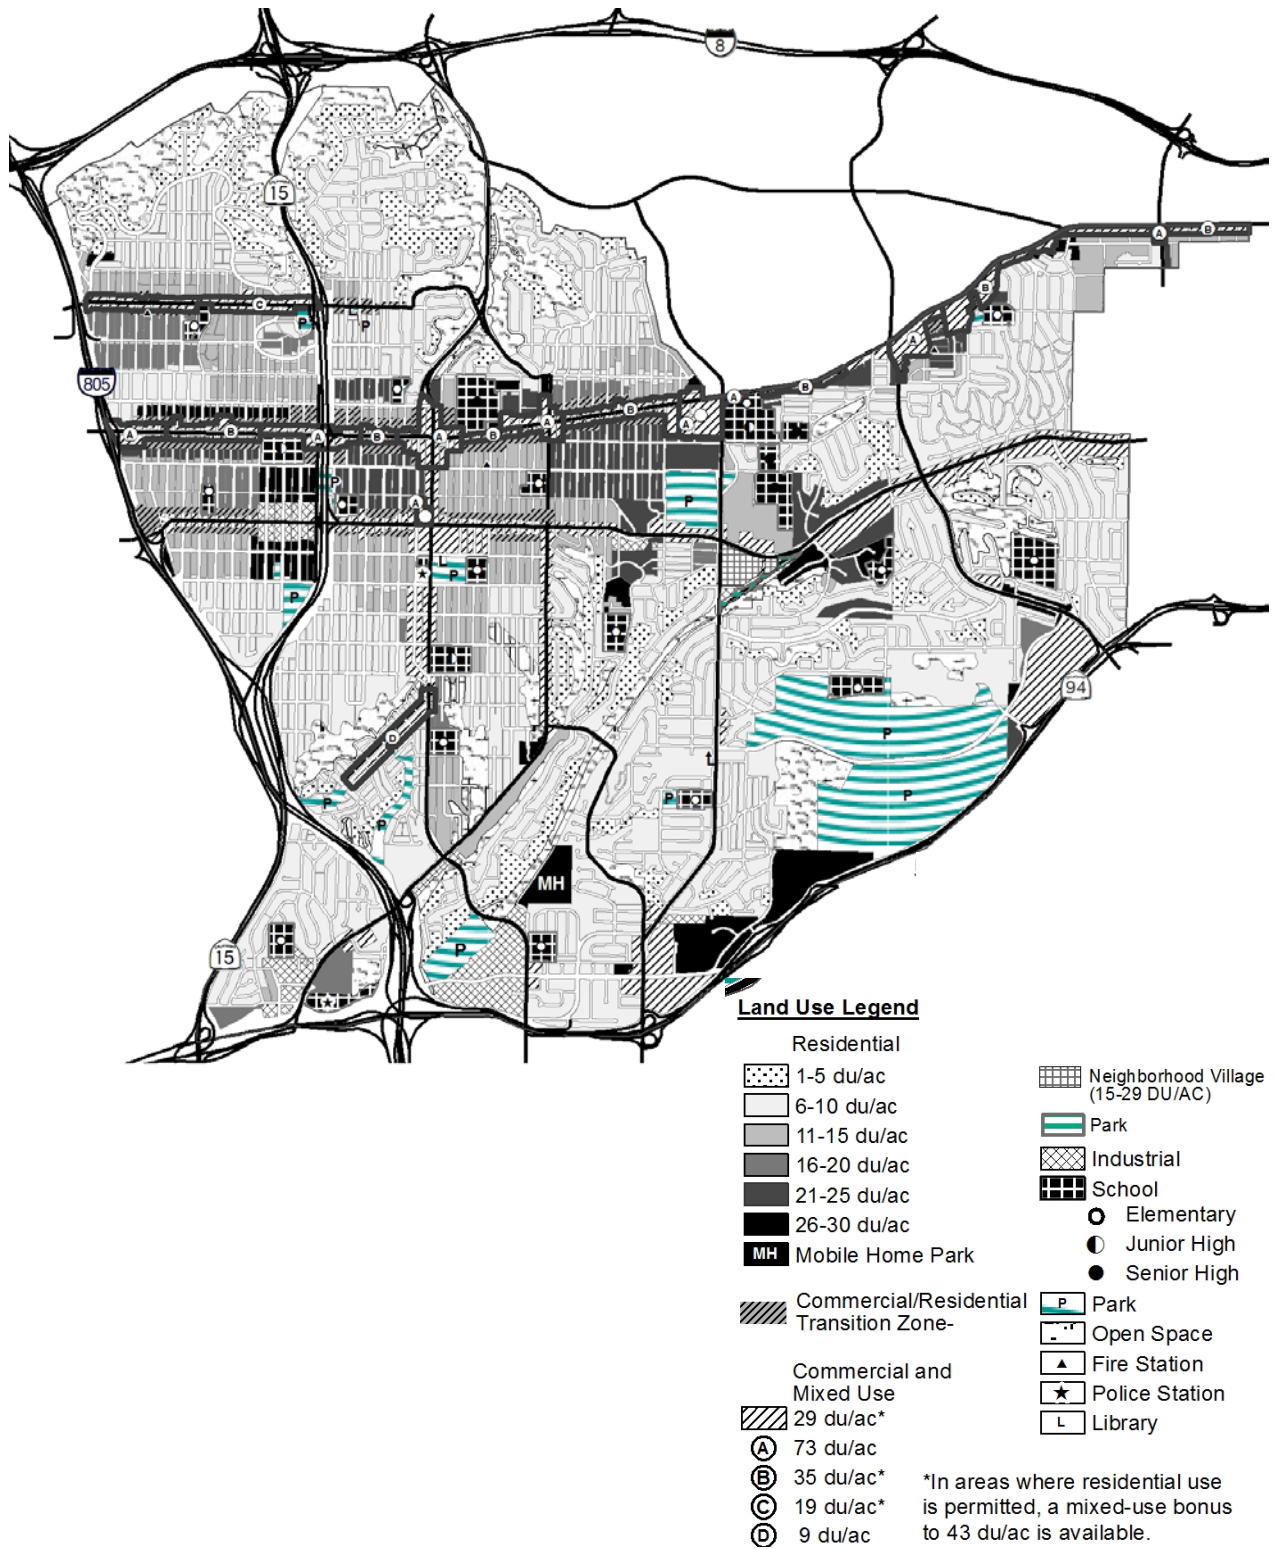 8
15
A
B
C
L
P
P
B
B
A
805
A
B
A
B
A
B
A
B
A
A
B
P
P
A
L
P
P
P
D
L
P
P
P
P
94
MH
P
15
Land Use Legend
Residential
1-5 du/ac
6-10 du/ac
11-15 du/ac
16-20 du/ac
21-25 du/ac
26-30 du/ac
MH Mobile Home Park
Commercial/Residential
Transition Zone-
Commercial and
Mixed Use
29 du/ac*
A 73 du/ac
B 35 du/ac*
C 19 du/ac*
D 9 du/ac
Neighborhood Village
(15-29 DU/AC)
Park
Industrial
School
Elementary
Junior High
Senior High
P Park
Open Space
Fire Station
Police Station
L Library
*In areas where residential use
is permitted, a mixed-use bonus
to 43 du/ac is available.